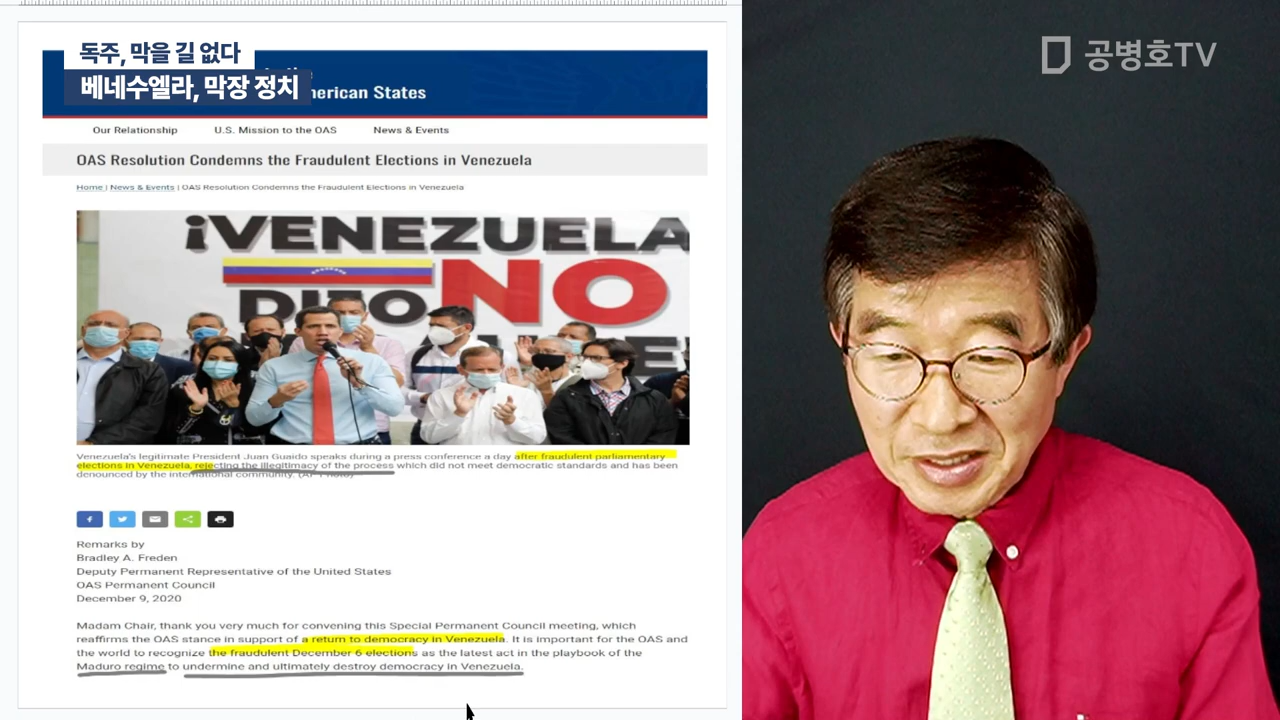 독주, 막을 길 없다
베네수엘라, 막장 정치
공병호TV
merican States
Our Relationship U.S. Mission to the OAS News & Events
OAS Resolution Condemns the Fraudulent Elections in Venezuela
Home | News & Events | OAS Resolution Condemns the Fraudulent Elections in Venezuela
¡VENEZUELA
DIJO NO
Venezuela's legitimate President Juan Guaido speaks during a press conference a day after fraudulent parliamentary
elections in Venezuela, rejecting the illegitimacy of the process which did not meet democratic standards and has been
denounced by the international community. (AP Photo)
Remarks by
Bradley A. Freden
Deputy Permanent Representative of the United States
OAS Permanent Council
December 9, 2020
Madam Chair, thank you very much for convening this Special Permanent Council meeting, which
reaffirms the OAS stance in support of a return to democracy in Venezuela. It is important for the OAS and
the world to recognize the fraudulent December 6 elections as the latest act in the playbook of the
Maduro regime to undermine and ultimately destroy democracy in Venezuela.